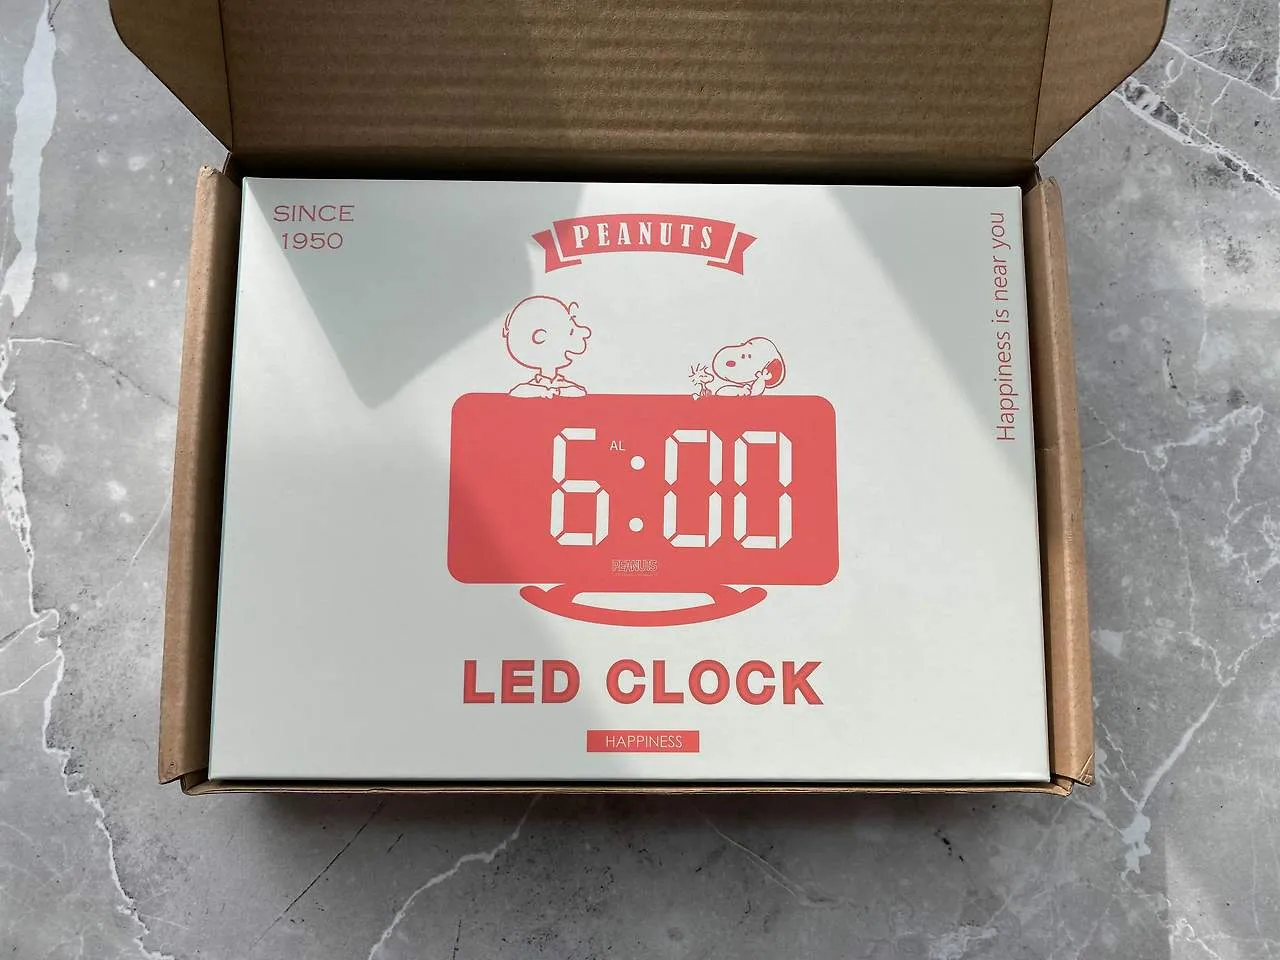 SINCE
1950
PEANUTS
Happiness is near you
AL
6:00
PEANUTS
LED CLOCK
HAPPINESS